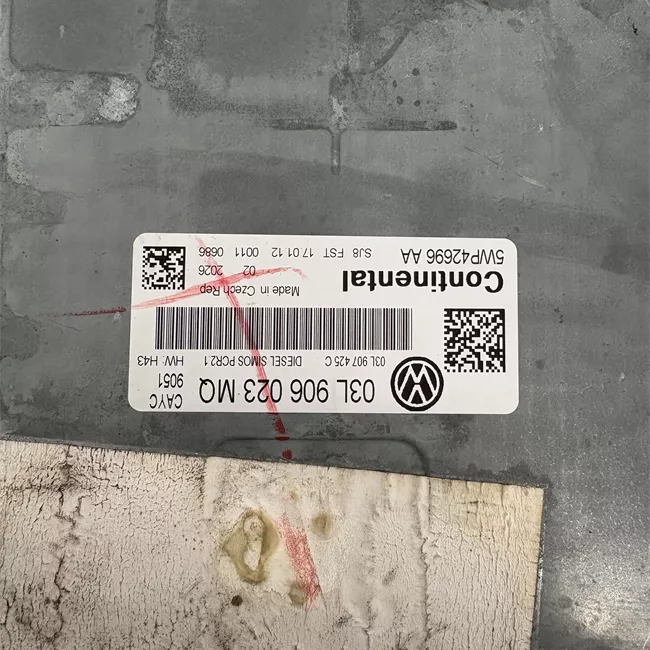 03L 906 023 MQ
CAYC
9051
03L 907 425 C DIESEL SIMOS PCR2.1 HW: H43
Continental
Made in Czech Rep
02 2026
5WP42696 AA
SJ8 FST 17.01.12 0011 0686